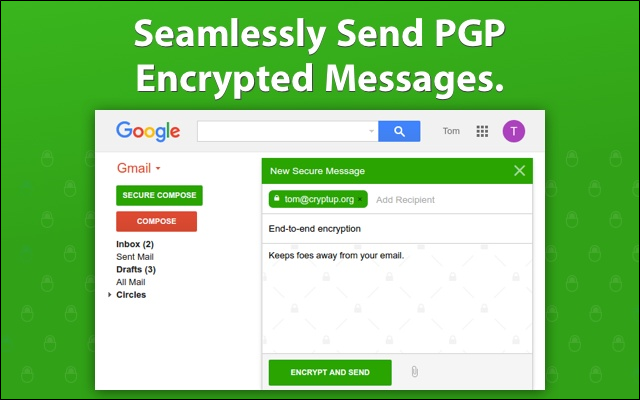 Seamlessly Send PGP
Encrypted Messages.
Google
Tom
T
Gmail
New Secure Message
SECURE COMPOSE
tom@cryptup.org ×
Add Recipient
COMPOSE
End-to-end encryption
Inbox (2)
Sent Mail
Drafts (3)
All Mail
Circles
Keeps foes away from your email.
ENCRYPT AND SEND